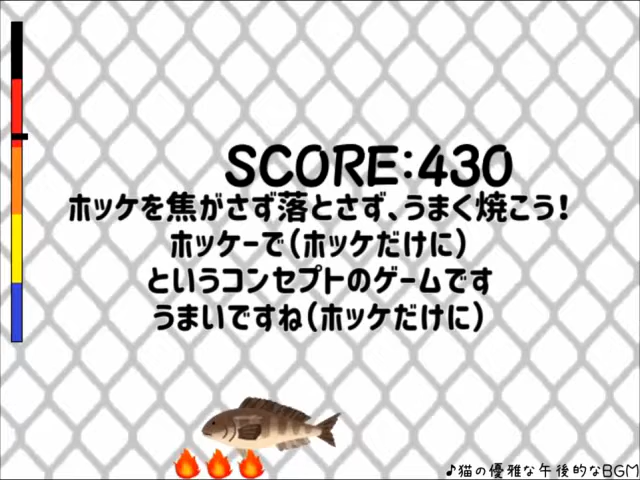 SCORE:430
ホッケを焦がさず落とさず、うまく焼こう!
ホッケーで(ホッケだけに)
というコンセプトのゲームです
うまいですね(ホッケだけに)
♪猫の優雅な午後的なBGM